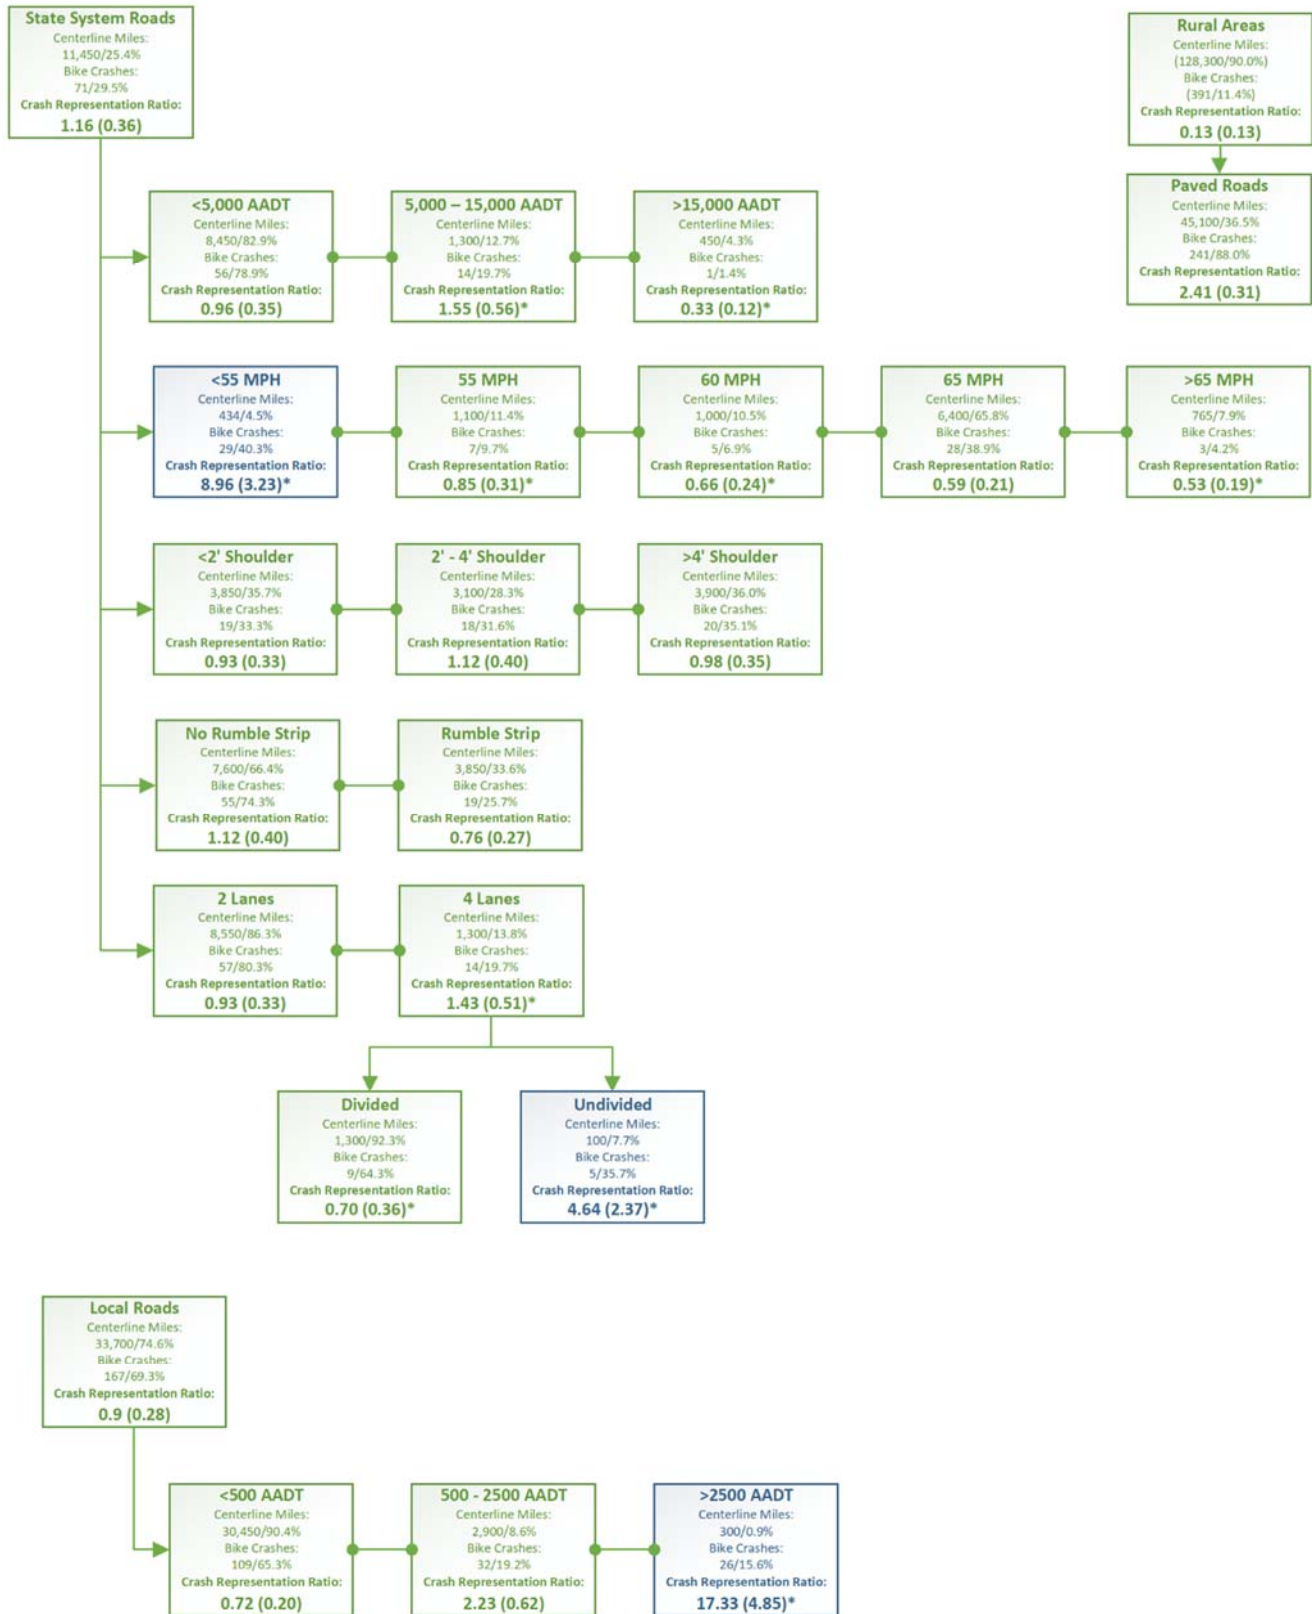 State System Roads
Centerline Miles:
11,450/25.4%
Bike Crashes:
71/29.5%
Crash Representation Ratio:
1.16 (0.36)
Rural Areas
Centerline Miles:
(128,300/90.0%)
Bike Crashes:
(391/11.4%)
Crash Representation Ratio:
0.13 (0.13)
Paved Roads
Centerline Miles:
45,100/36.5%
Bike Crashes:
241/88.0%
Crash Representation Ratio:
2.41 (0.31)
<5,000 AADT
Centerline Miles:
8,450/82.9%
Bike Crashes:
56/78.9%
Crash Representation Ratio:
0.96 (0.35)
5,000 – 15,000 AADT
Centerline Miles:
1,300/12.7%
Bike Crashes:
14/19.7%
Crash Representation Ratio:
1.55 (0.56)*
>15,000 AADT
Centerline Miles:
450/4.3%
Bike Crashes:
1/1.4%
Crash Representation Ratio:
0.33 (0.12)*
<55 MPH
Centerline Miles:
434/4.5%
Bike Crashes:
29/40.3%
Crash Representation Ratio:
8.96 (3.23)*
55 MPH
Centerline Miles:
1,100/11.4%
Bike Crashes:
7/9.7%
Crash Representation Ratio:
0.85 (0.31)*
60 MPH
Centerline Miles:
1,000/10.5%
Bike Crashes:
5/6.9%
Crash Representation Ratio:
0.66 (0.24)*
65 MPH
Centerline Miles:
6,400/65.8%
Bike Crashes:
28/38.9%
Crash Representation Ratio:
0.59 (0.21)
>65 MPH
Centerline Miles:
765/7.9%
Bike Crashes:
3/4.2%
Crash Representation Ratio:
0.53 (0.19)*
<2' Shoulder
Centerline Miles:
3,850/35.7%
Bike Crashes:
19/33.3%
Crash Representation Ratio:
0.93 (0.33)
2' - 4' Shoulder
Centerline Miles:
3,100/28.3%
Bike Crashes:
18/31.6%
Crash Representation Ratio:
1.12 (0.40)
>4' Shoulder
Centerline Miles:
3,900/36.0%
Bike Crashes:
20/35.1%
Crash Representation Ratio:
0.98 (0.35)
No Rumble Strip
Centerline Miles:
7,600/66.4%
Bike Crashes:
55/74.3%
Crash Representation Ratio:
1.12 (0.40)
Rumble Strip
Centerline Miles:
3,850/33.6%
Bike Crashes:
19/25.7%
Crash Representation Ratio:
0.76 (0.27)
2 Lanes
Centerline Miles:
8,550/86.3%
Bike Crashes:
57/80.3%
Crash Representation Ratio:
0.93 (0.33)
4 Lanes
Centerline Miles:
1,300/13.8%
Bike Crashes:
14/19.7%
Crash Representation Ratio:
1.43 (0.51)*
Divided
Centerline Miles:
1,300/92.3%
Bike Crashes:
9/64.3%
Crash Representation Ratio:
0.70 (0.36)*
Undivided
Centerline Miles:
100/7.7%
Bike Crashes:
5/35.7%
Crash Representation Ratio:
4.64 (2.37)*
Local Roads
Centerline Miles:
33,700/74.6%
Bike Crashes:
167/69.3%
Crash Representation Ratio:
0.9 (0.28)
<500 AADT
Centerline Miles:
30,450/90.4%
Bike Crashes:
109/65.3%
Crash Representation Ratio:
0.72 (0.20)
500 - 2500 AADT
Centerline Miles:
2,900/8.6%
Bike Crashes:
32/19.2%
Crash Representation Ratio:
2.23 (0.62)
>2500 AADT
Centerline Miles:
300/0.9%
Bike Crashes:
26/15.6%
Crash Representation Ratio:
17.33 (4.85)*